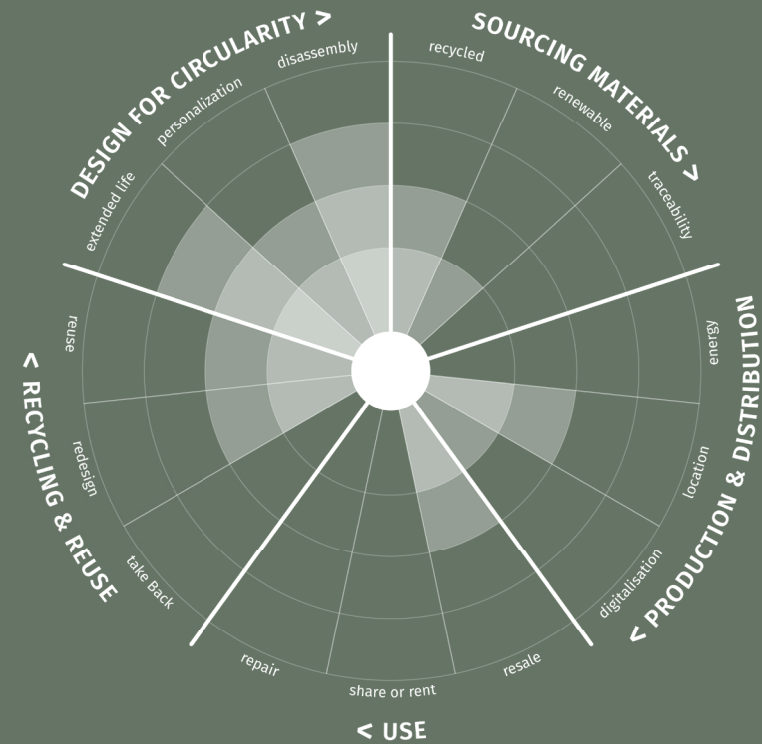 DESIGN FOR CIRCULARITY >
extended life
personalization
disassembly
SOURCING MATERIALS >
recycled
renewable
traceability
< PRODUCTION & DISTRIBUTION
energy
location
digitalisation
< USE
resale
share or rent
repair
< RECYCLING & REUSE
take Back
redesign
reuse